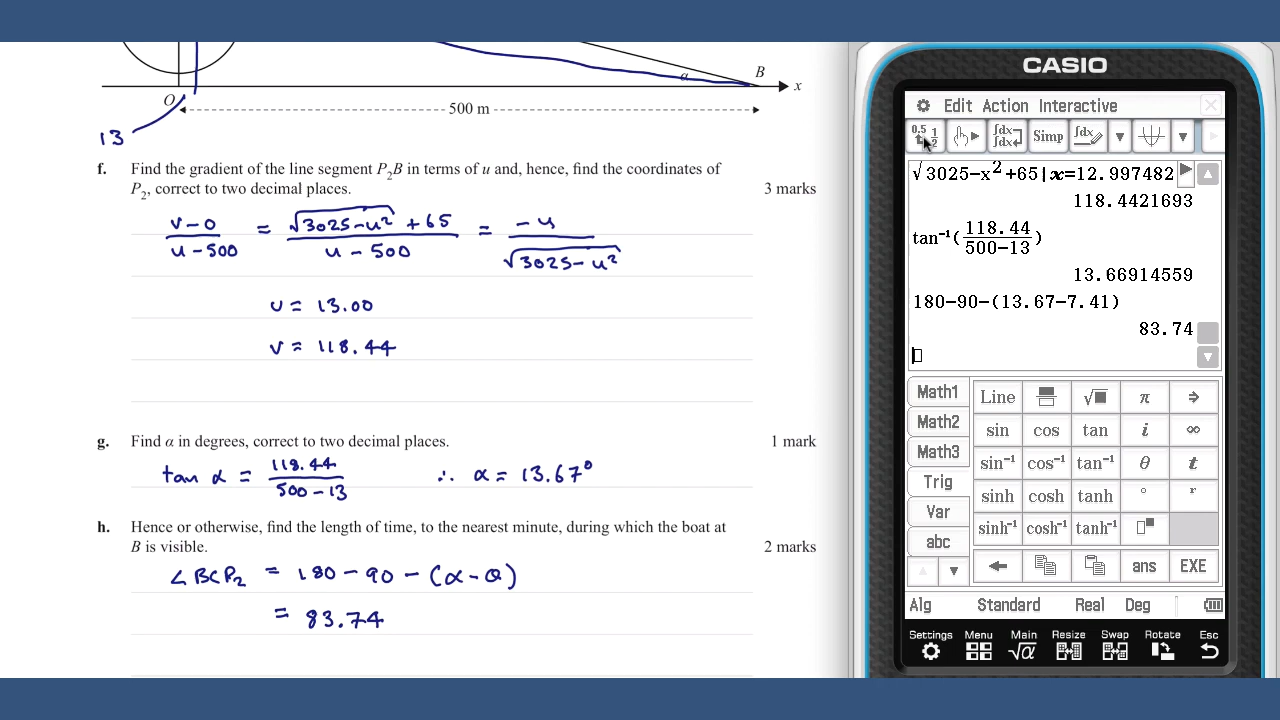 α
B
x
O
500 m
13
f. Find the gradient of the line segment P₂B in terms of u and, hence, find the coordinates of
P₂, correct to two decimal places. 3 marks
(v-0)/(u-500) = (√(3025-u²) + 65)/(u-500) = -u/√(3025-u²)
u = 13.00
v = 118.44
g. Find α in degrees, correct to two decimal places. 1 mark
tan α = 118.44/(500-13) ∴ α = 13.67°
h. Hence or otherwise, find the length of time, to the nearest minute, during which the boat at
B is visible. 2 marks
∠BCP₂ = 180 - 90 - (α - θ)
= 83.74
CASIO
Edit Action Interactive
0.5 1/2 ∫dx ∫dx Simp ∫dx
√3025-x²+65|x=12.997482
118.4421693
tan⁻¹(118.44/(500-13))
13.66914559
180-90-(13.67-7.41)
83.74
Math1 Line √ π →
Math2 sin cos tan i ∞
Math3 sin⁻¹ cos⁻¹ tan⁻¹ θ t
Trig sinh cosh tanh ° r
Var sinh⁻¹ cosh⁻¹ tanh⁻¹
abc ← ans EXE
Alg Standard Real Deg
Settings Menu Main Resize Swap Rotate Esc
√α